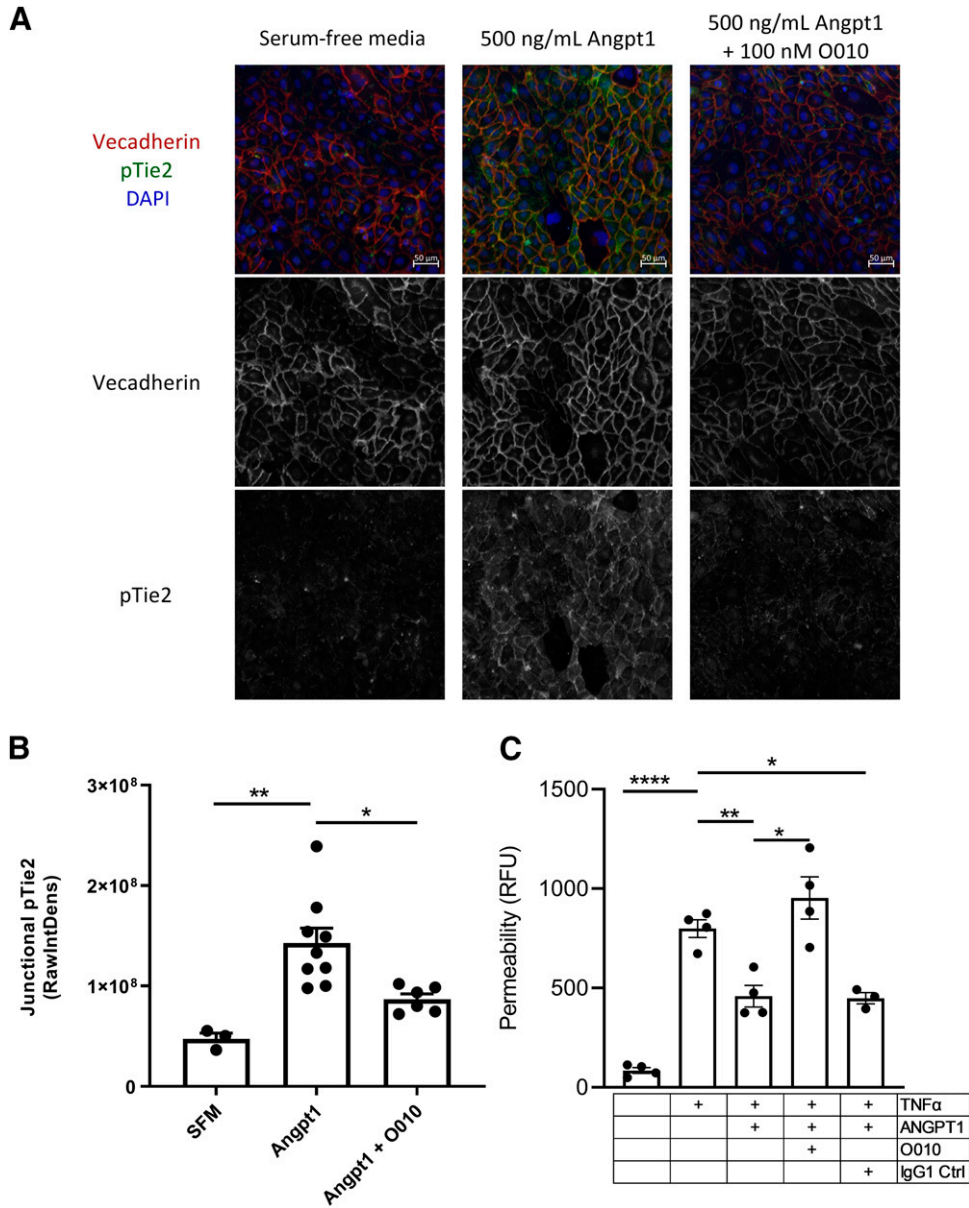 A
Serum-free media
500 ng/mL Angpt1
500 ng/mL Angpt1
+ 100 nM O010
Vecadherin
pTie2
DAPI
50 µm
50 µm
50 µm
Vecadherin
pTie2
B
3×10⁸
2×10⁸
1×10⁸
0
Junctional pTie2
(RawIntDens)
**
*
SFM
Angpt1
Angpt1 + O010
C
1500
1000
500
0
Permeability (RFU)
****
*
**
*
+ + + + TNFα
+ + + ANGPT1
+ O010
+ IgG1 Ctrl